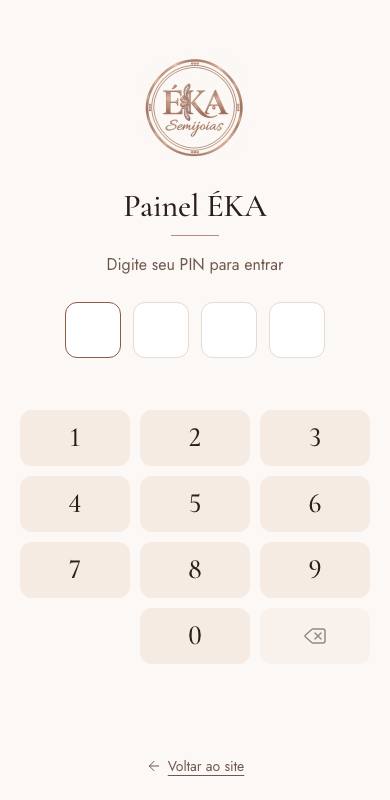 ÉKA
Semijoias
Painel ÉKA
Digite seu PIN para entrar
1 2 3
4 5 6
7 8 9
0
Voltar ao site